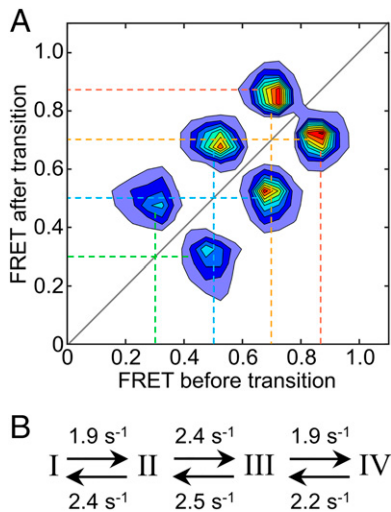 A
1.0
0.8
0.6
0.4
0.2
0
FRET after transition
0 0.2 0.4 0.6 0.8 1.0
FRET before transition
B
1.9 s⁻¹ 2.4 s⁻¹ 1.9 s⁻¹
I II III IV
2.4 s⁻¹ 2.5 s⁻¹ 2.2 s⁻¹